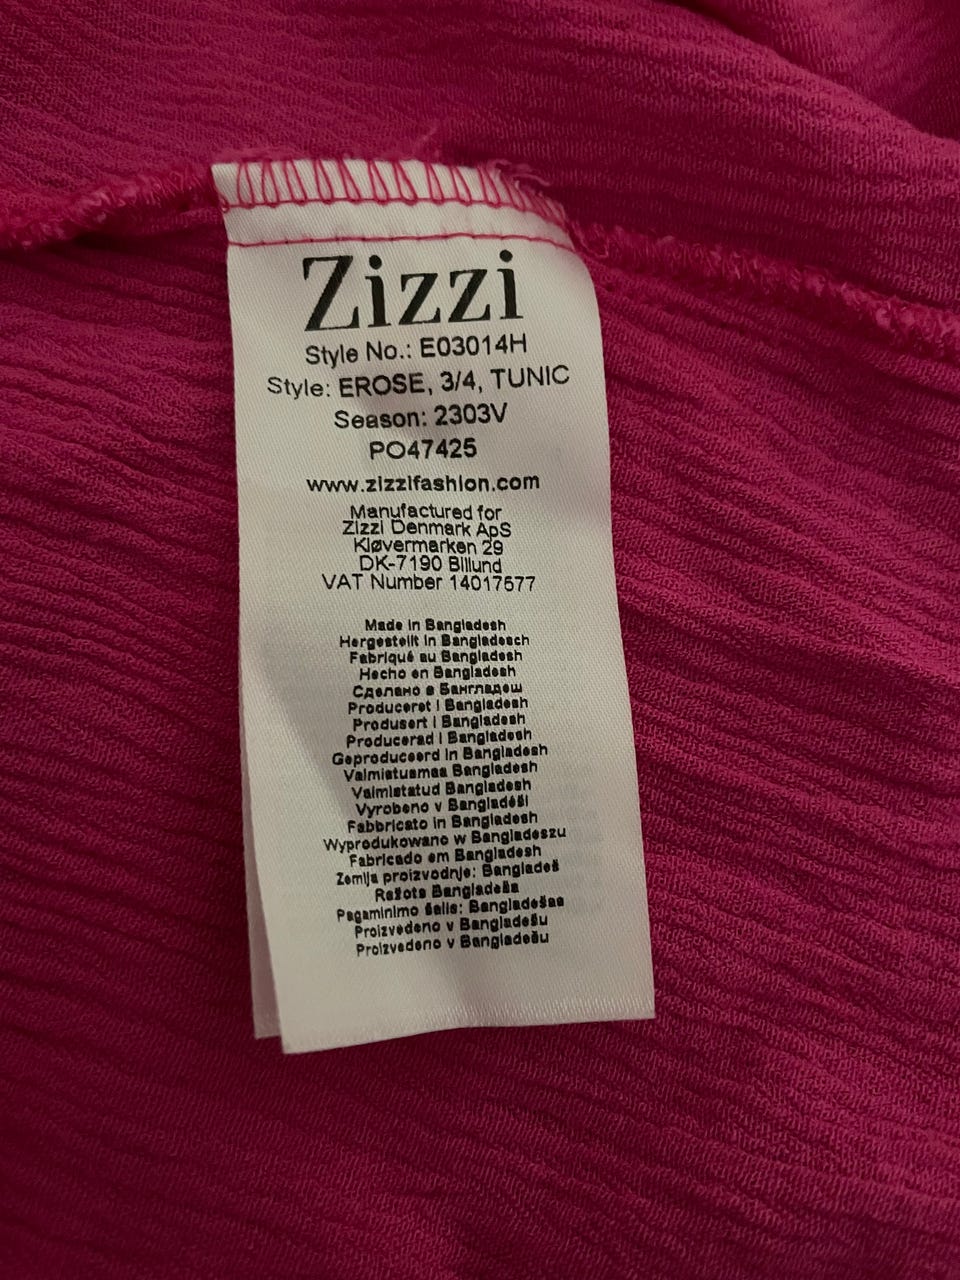 Zizzi
Style No.: E03014H
Style: EROSE, 3/4, TUNIC
Season: 2303V
PO47425
www.zizzifashion.com
Manufactured for
Zizzi Denmark ApS
Kløvermarken 29
DK-7190 Billund
VAT Number 14017577
Made in Bangladesh
Hergestellt in Bangladesch
Fabriqué au Bangladesh
Hecho en Bangladesh
Сделано в Бангладеш
Produceret i Bangladesh
Produsert i Bangladesh
Producerad i Bangladesh
Geproduceerd in Bangladesh
Valmistusmaa Bangladesh
Valmistatud Bangladesh
Vyrobeno v Bangladéši
Fabbricato in Bangladesh
Wyprodukowano w Bangladeszu
Fabricado em Bangladesh
Zemlja proizvodnje: Bangladeš
Ražots Bangladeša
Pagaminimo šalis: Bangladešas
Proizvedeno v Bangladešu
Proizvedeno v Bangladešu